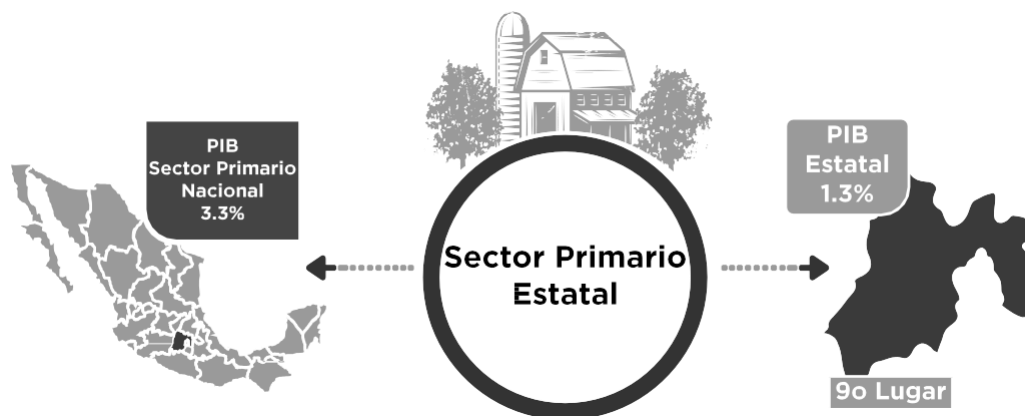 PIB
Sector Primario
Nacional
3.3%
Sector Primario
Estatal
PIB
Estatal
1.3%
9o Lugar